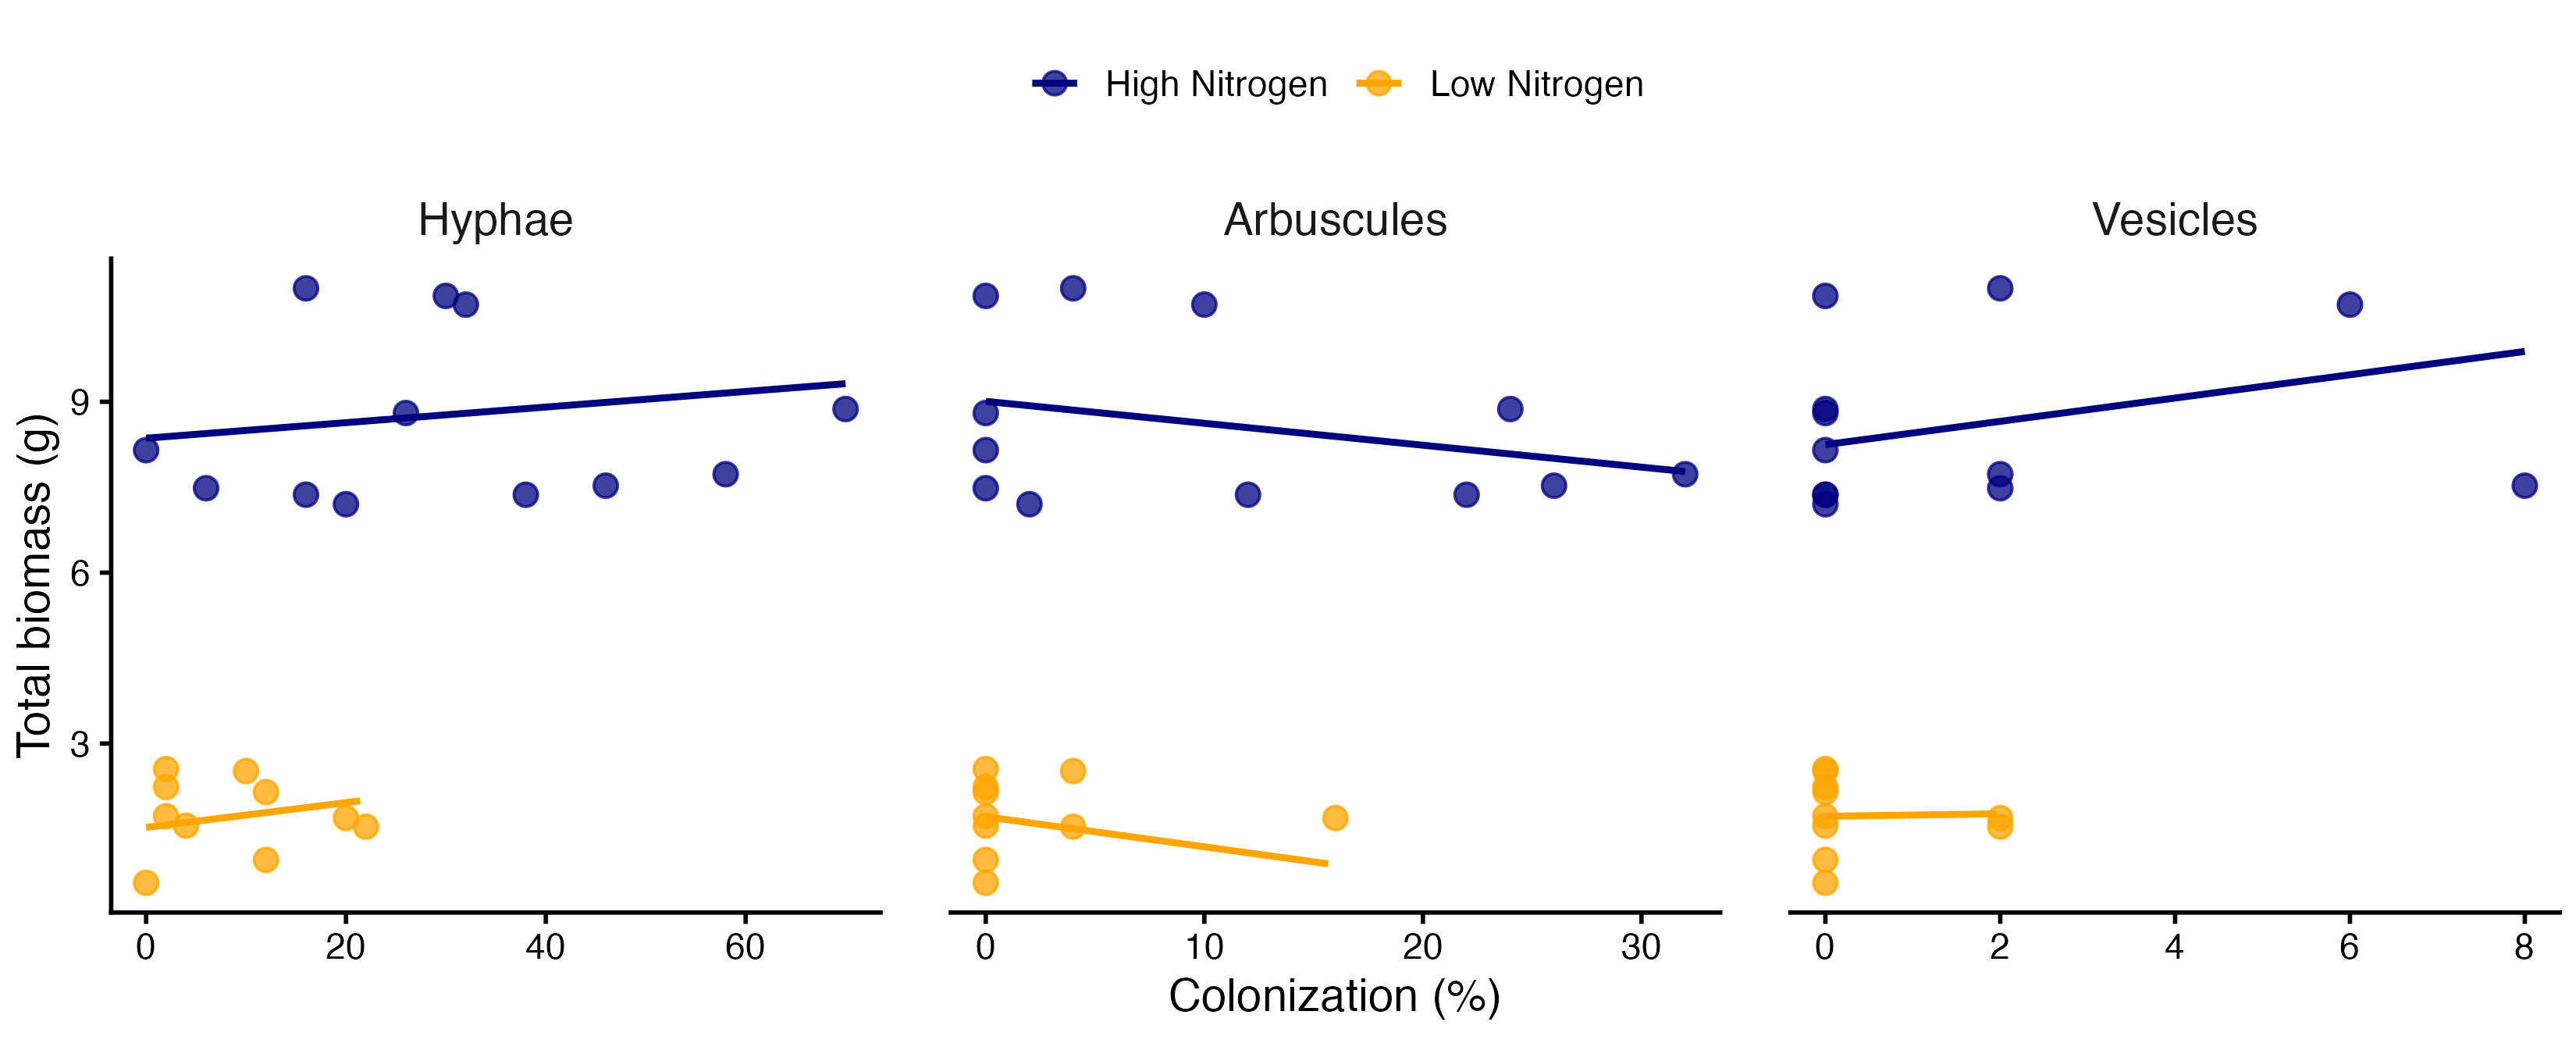 High Nitrogen Low Nitrogen
Hyphae Arbuscules Vesicles
Total biomass (g)
9
6
3
0 20 40 60 0 10 20 30 0 2 4 6 8
Colonization (%)